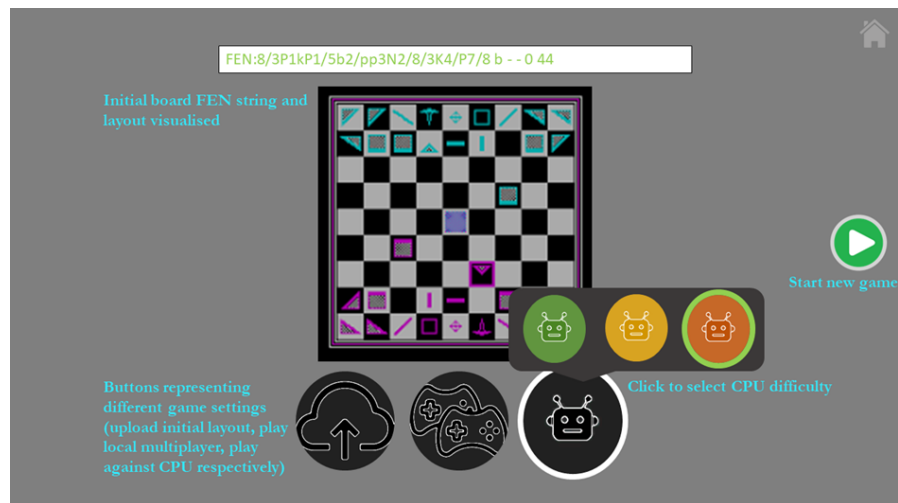 FEN:8/3P1kP1/5b2/pp3N2/8/3K4/P7/8 b - - 0 44
Initial board FEN string and
layout visualised
Start new game
Buttons representing
different game settings
(upload initial layout, play
local multiplayer, play
against CPU respectively)
Click to select CPU difficulty